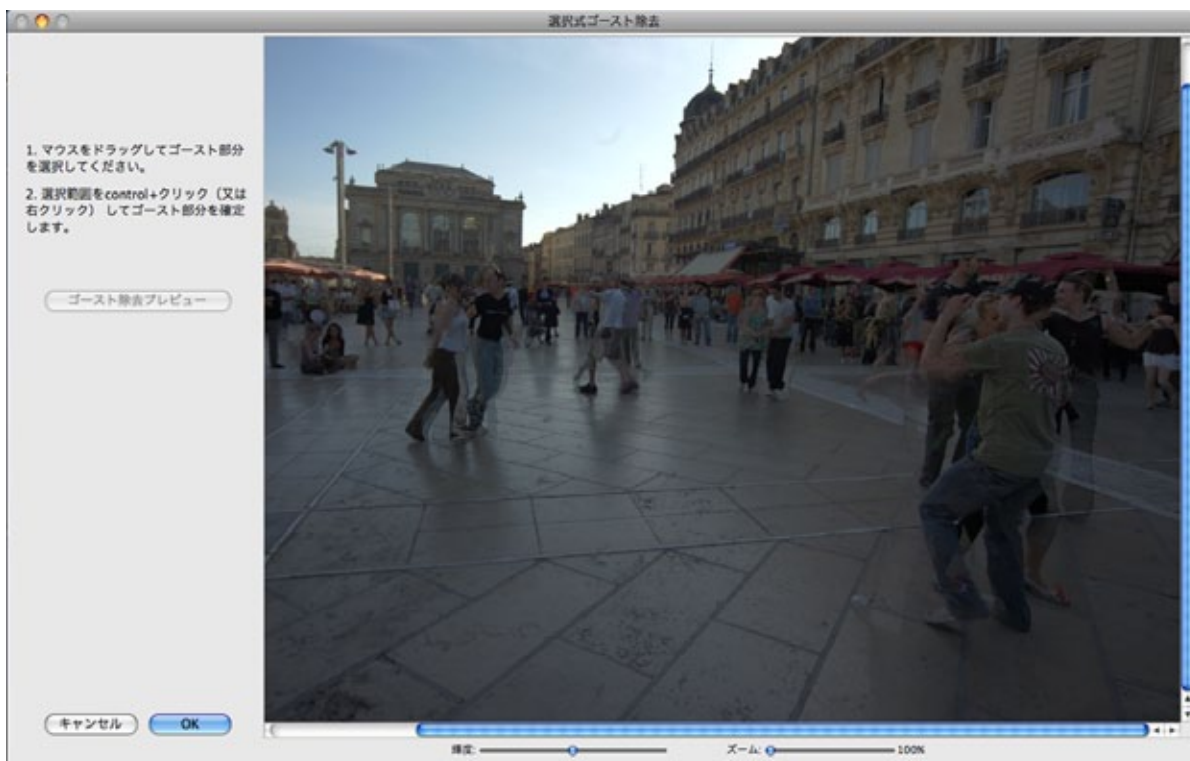 選択式ゴースト除去
1. マウスをドラッグしてゴースト部分
を選択してください。
2. 選択範囲をcontrol+クリック（又は
右クリック） してゴースト部分を確定
します。
ゴースト除去プレビュー
キャンセル
OK
輝度:
ズーム:
100%